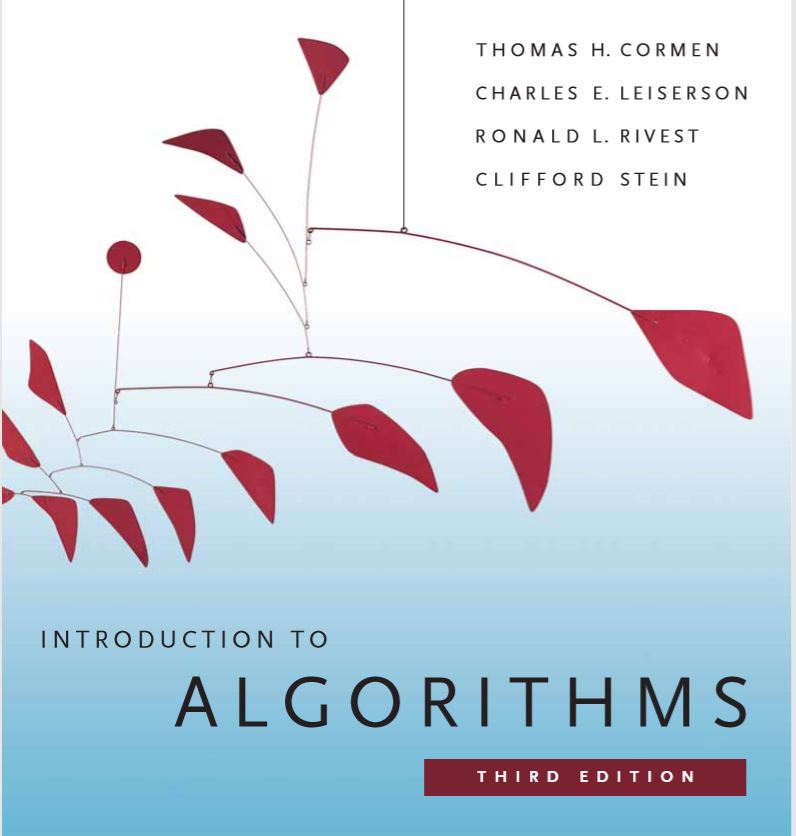 THOMAS H. CORMEN
CHARLES E. LEISERSON
RONALD L. RIVEST
CLIFFORD STEIN
INTRODUCTION TO
ALGORITHMS
THIRD EDITION